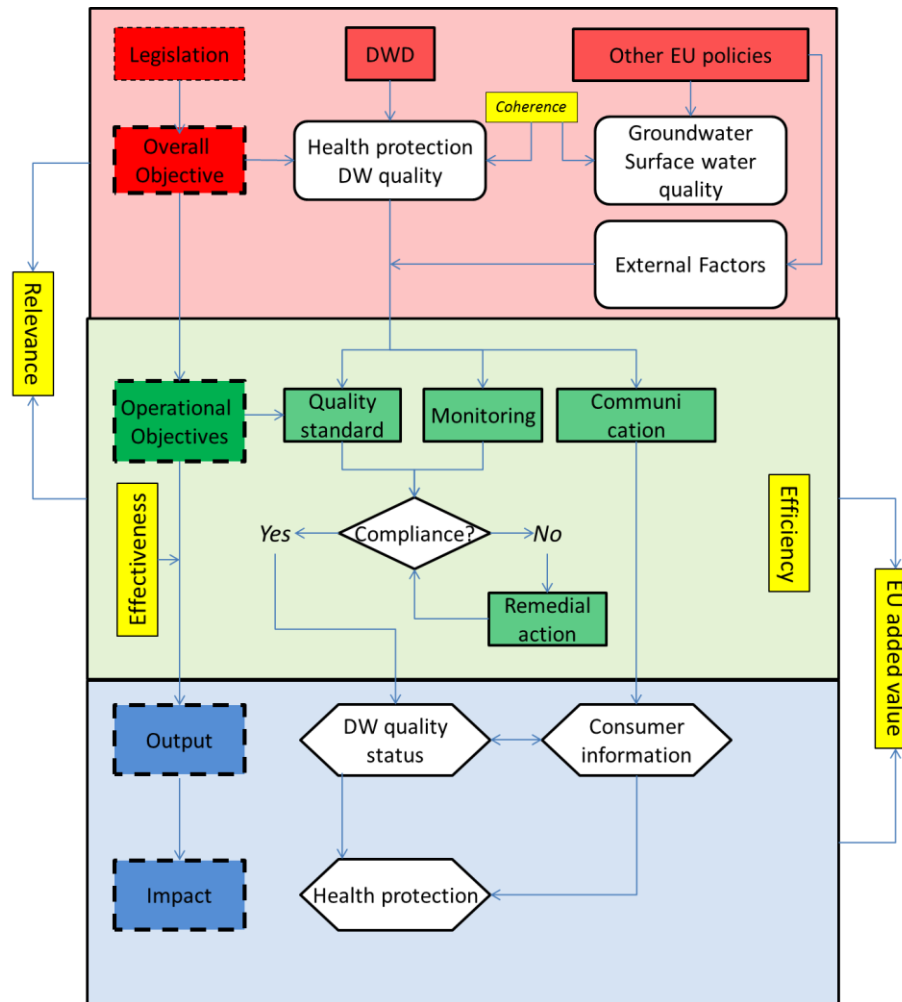 Legislation
DWD
Other EU policies
Coherence
Overall
Objective
Health protection
DW quality
Groundwater
Surface water
quality
External Factors
Relevance
Operational
Objectives
Quality
standard
Monitoring
Communi
cation
Effectiveness
Yes
Compliance?
No
Efficiency
Remedial
action
EU added value
Output
DW quality
status
Consumer
information
Impact
Health protection